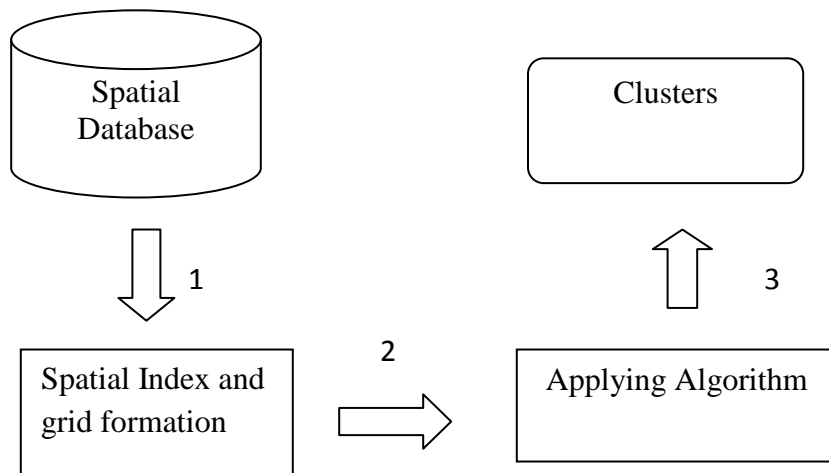 Spatial
Database
1
Spatial Index and
grid formation
2
Applying Algorithm
3
Clusters